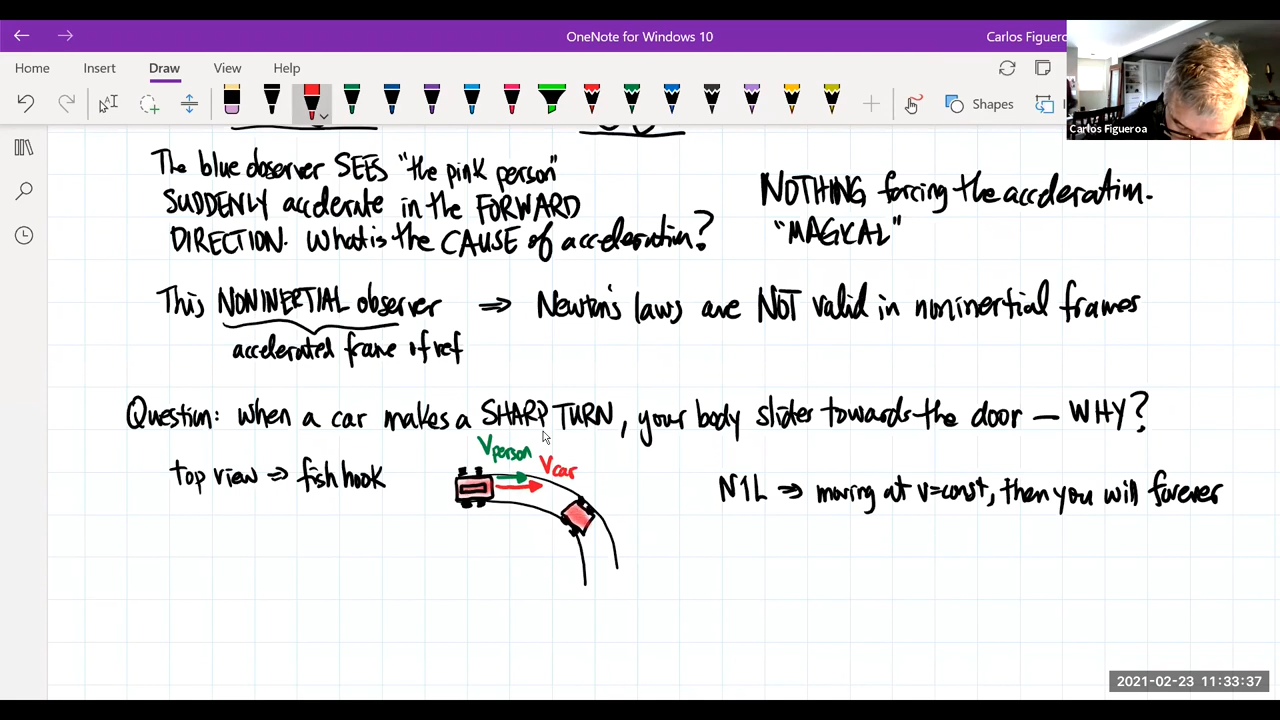 OneNote for Windows 10
Carlos Figueroa
Home Insert Draw View Help
Shapes
Carlos Figueroa
The blue observer SEES "the pink person"
SUDDENLY acclerate in the FORWARD
DIRECTION. What is the CAUSE of acceleration?
NOTHING forcing the acceleration.
"MAGICAL"
This NONINERTIAL observer ⇒ Newton's laws are NOT valid in noninertial frames
accelerated frame of ref
Question: when a car makes a SHARP TURN, your body slides towards the door — WHY?
top view ⇒ fish hook
Vperson
Vcar
N1L ⇒ moving at v=const, then you will forever
2021-02-23 11:33:37